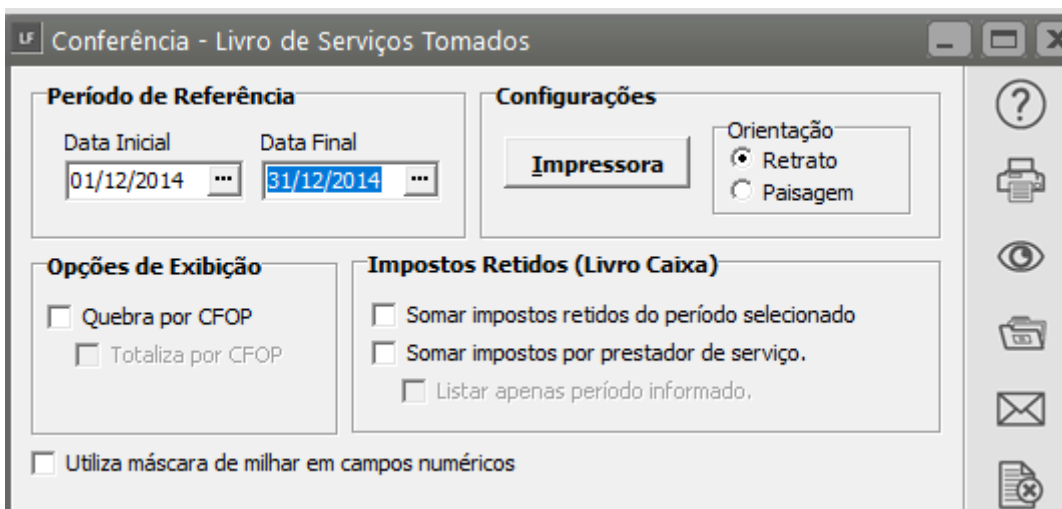 LF Conferência - Livro de Serviços Tomados
Período de Referência
Data Inicial Data Final
01/12/2014 ... 31/12/2014 ...
Configurações
Impressora
Orientação
Retrato
Paisagem
Opções de Exibição
Quebra por CFOP
Totaliza por CFOP
Impostos Retidos (Livro Caixa)
Somar impostos retidos do período selecionado
Somar impostos por prestador de serviço.
Listar apenas período informado.
Utiliza máscara de milhar em campos numéricos